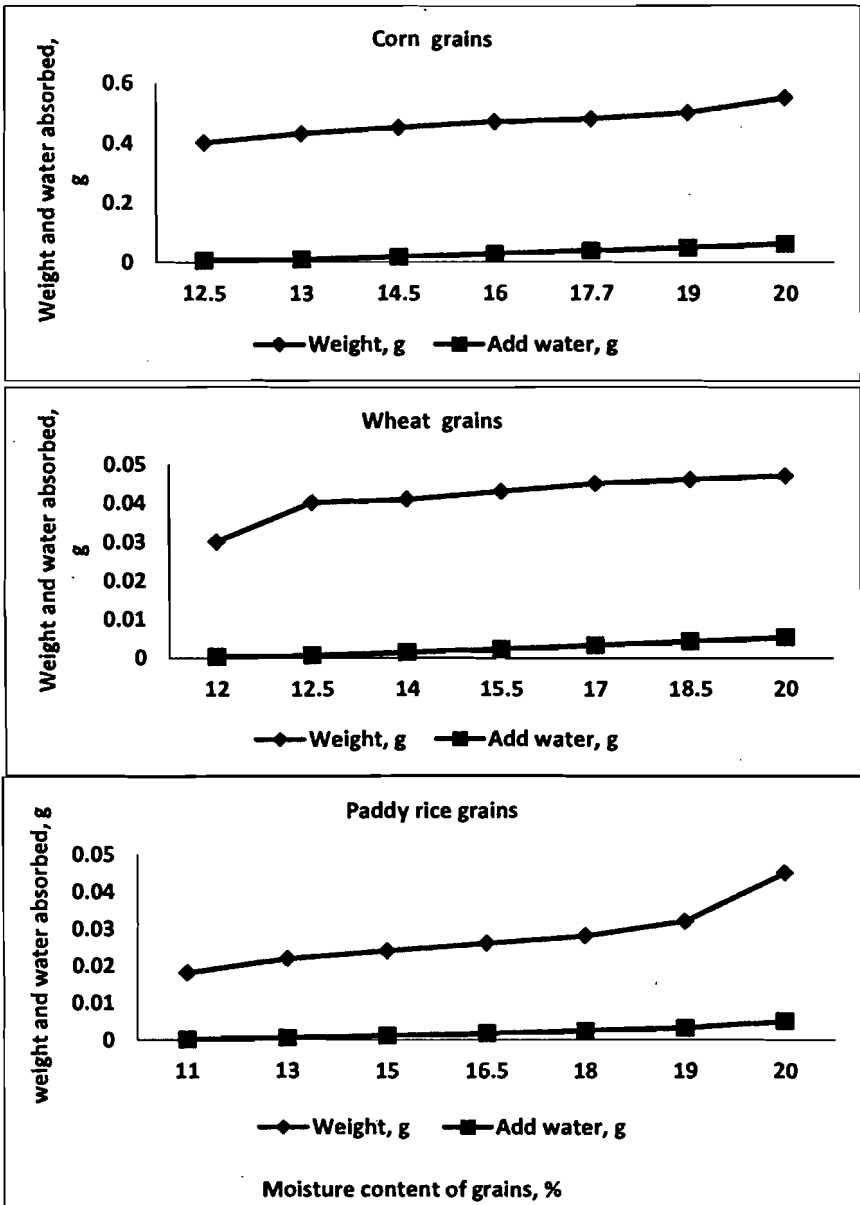 Corn grains
Weight and water absorbed,
g
0.6
0.4
0.2
0
12.5 13 14.5 16 17.7 19 20
Weight, g Add water, g
Wheat grains
Weight and water absorbed,
g
0.05
0.04
0.03
0.02
0.01
0
12 12.5 14 15.5 17 18.5 20
Weight, g Add water, g
Paddy rice grains
weight and water absorbed, g
0.05
0.04
0.03
0.02
0.01
0
11 13 15 16.5 18 19 20
Weight, g Add water, g
Moisture content of grains, %